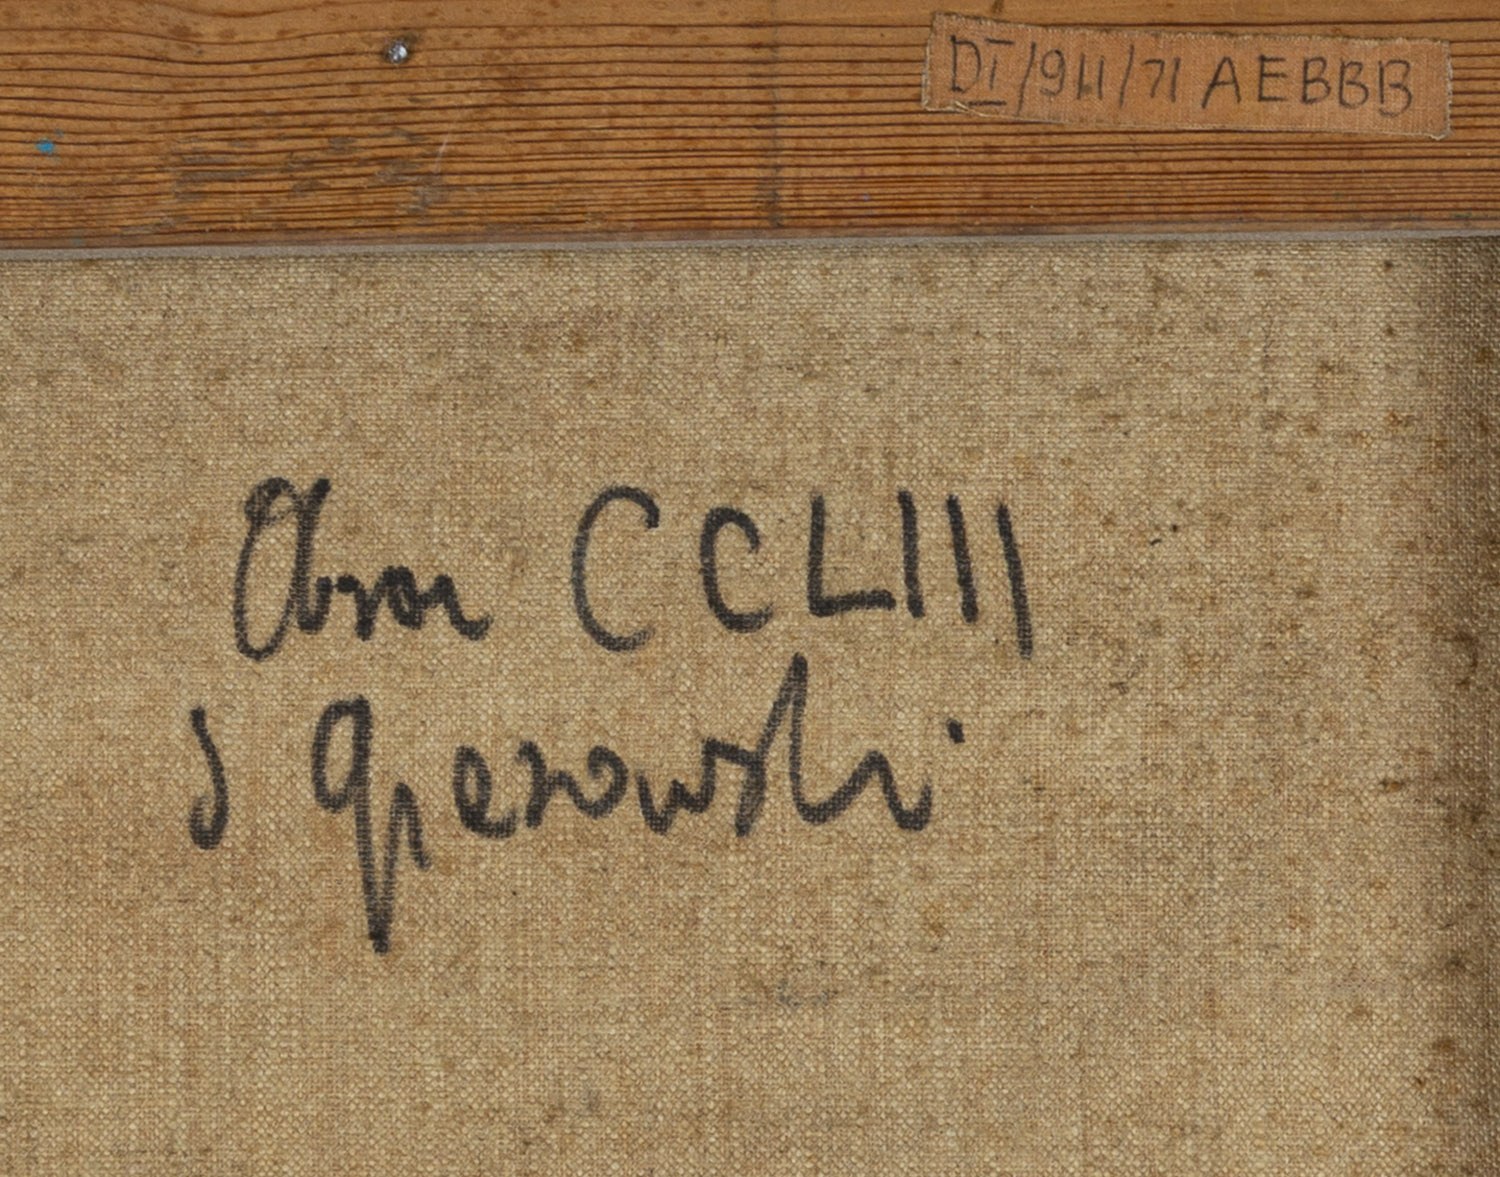 DI/911/71 AEBBB
Obraz CCLIII
S Gierowski